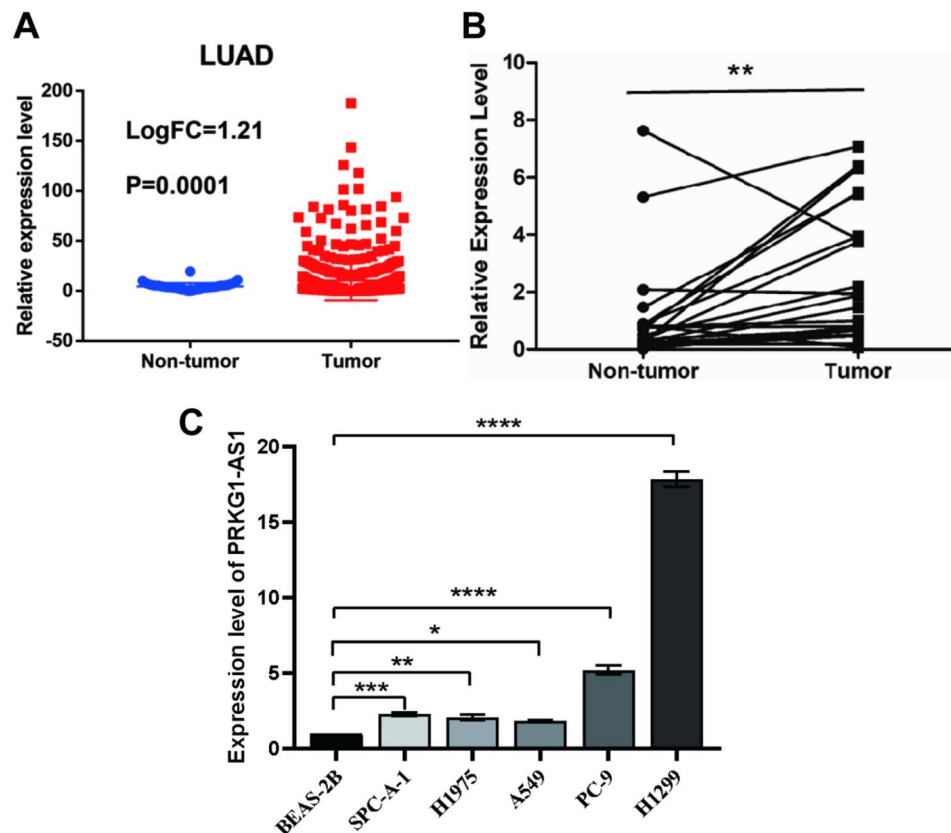 A
LUAD
Relative expression level
200
150
100
50
0
-50
LogFC=1.21
P=0.0001
Non-tumor
Tumor
B
Relative Expression Level
10
8
6
4
2
0
**
Non-tumor
Tumor
C
Expression level of PRKG1-AS1
20
15
10
5
0
****
****
*
**
***
BEAS-2B
SPC-A-1
H1975
A549
PC-9
H1299